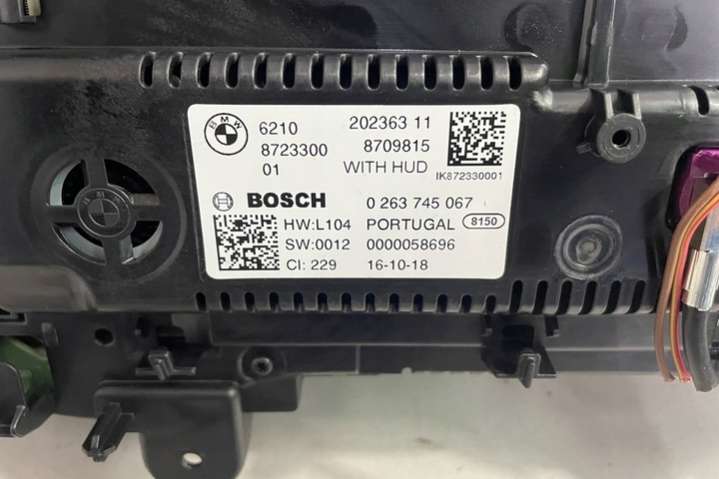 BMW
6210 202363 11
8723300 8709815
01 WITH HUD
IK872330001
BOSCH 0 263 745 067
HW:L104 PORTUGAL 8150
SW:0012 0000058696
CI: 229 16-10-18